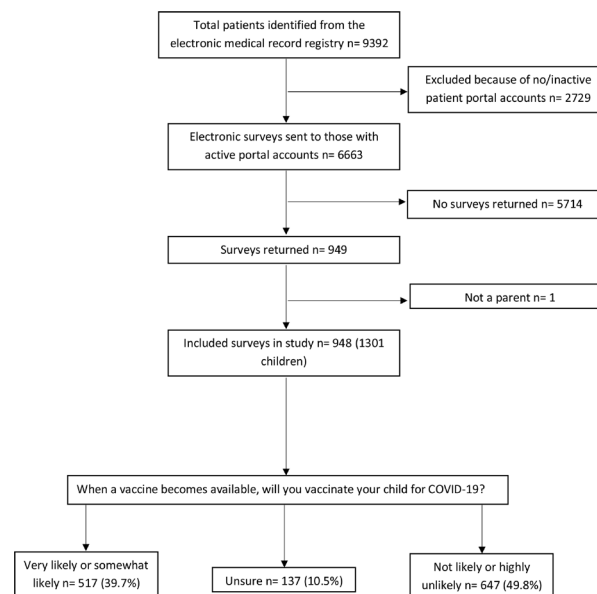 Total patients identified from the
electronic medical record registry n= 9392
Excluded because of no/inactive
patient portal accounts n= 2729
Electronic surveys sent to those with
active portal accounts n= 6663
No surveys returned n= 5714
Surveys returned n= 949
Not a parent n= 1
Included surveys in study n= 948 (1301
children)
When a vaccine becomes available, will you vaccinate your child for COVID-19?
Very likely or somewhat
likely n= 517 (39.7%)
Unsure n= 137 (10.5%)
Not likely or highly
unlikely n= 647 (49.8%)